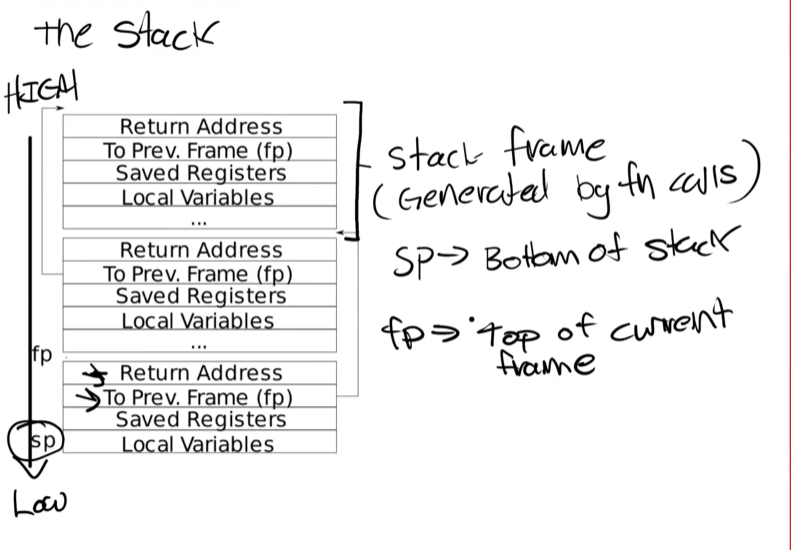 the Stack
HIGH
Return Address
To Prev. Frame (fp)
Saved Registers
Local Variables
...
Return Address
To Prev. Frame (fp)
Saved Registers
Local Variables
...
fp
Return Address
To Prev. Frame (fp)
Saved Registers
sp
Local Variables
Low
Stack frame
(Generated by fn calls)
SP→ Bottom of stack
fp⇒ Top of current
frame